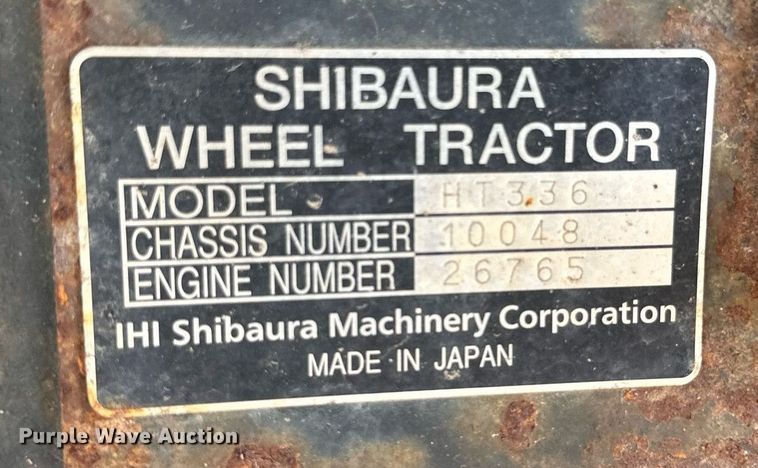 SHIBAURA
WHEEL TRACTOR
MODEL HT336
CHASSIS NUMBER 10048
ENGINE NUMBER 26765
IHI Shibaura Machinery Corporation
MADE IN JAPAN
Purple Wave Auction